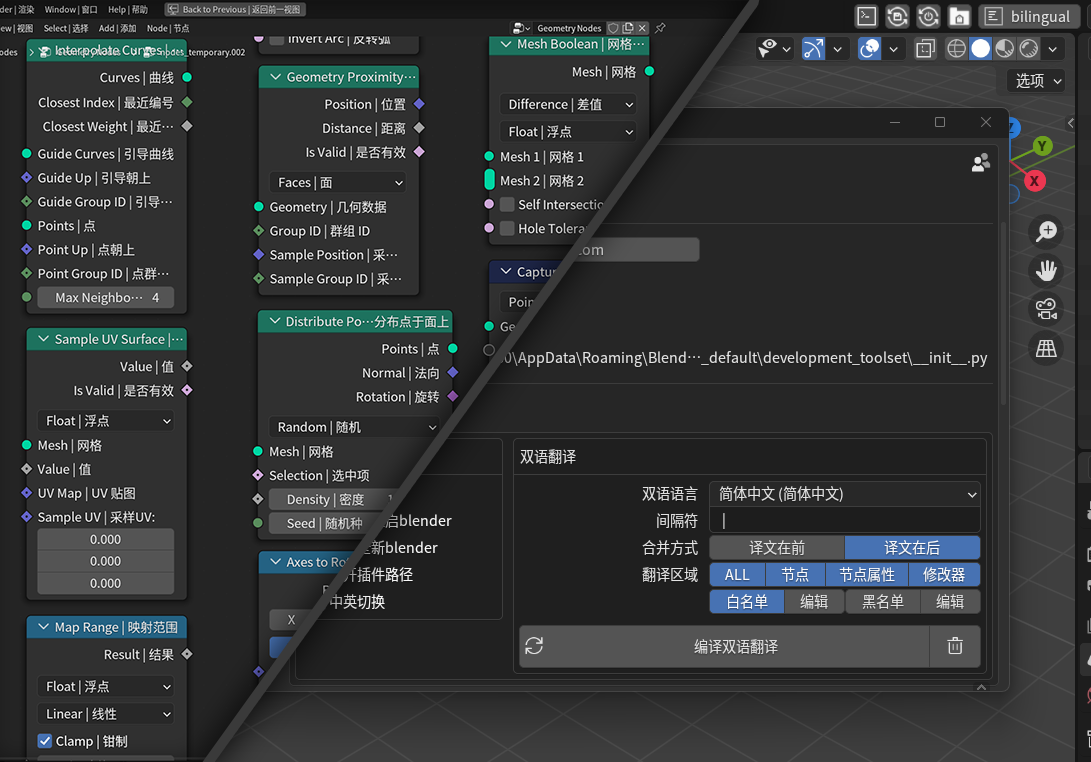 der | 渲染 Window | 窗口 Help | 帮助 Back to Previous | 返回前一视图
ew | 视图 Select | 选择 Add | 添加 Node | 节点
Geometry Nodes
bilingual
odes
Interpolate Curves
des_temporary.002
Curves | 曲线
Closest Index | 最近编号
Closest Weight | 最近···
Guide Curves | 引导曲线
Guide Up | 引导朝上
Guide Group ID | 引导···
Points | 点
Point Up | 点朝上
Point Group ID | 点群···
Max Neighbo··· 4
Sample UV Surface |···
Value | 值
Is Valid | 是否有效
Float | 浮点
Mesh | 网格
Value | 值
UV Map | UV 贴图
Sample UV | 采样UV:
0.000
0.000
0.000
Map Range | 映射范围
Result | 结果
Float | 浮点
Linear | 线性
Clamp | 钳制
Invert Arc | 反转弧
Geometry Proximity···
Position | 位置
Distance | 距离
Is Valid | 是否有效
Faces | 面
Geometry | 几何数据
Group ID | 群组 ID
Sample Position | 采···
Sample Group ID | 采···
Distribute Po···分布点于面上
Points | 点
Normal | 法向
Rotation | 旋转
Random | 随机
Mesh | 网格
Selection | 选中项
Density | 密度 1
Seed | 随机种
Axes to Rot
X
Mesh Boolean | 网格···
Mesh | 网格
Difference | 差值
Float | 浮点
Mesh 1 | 网格 1
Mesh 2 | 网格 2
Self Intersectio
Hole Tolera
Captur
Poin
Ge
选项
Z
Y
X
com
0\AppData\Roaming\Blend···_default\development_toolset\__init__.py
启blender
新blender
开插件路径
中英切换
双语翻译
双语语言 简体中文 (简体中文)
间隔符 |
合并方式 译文在前 译文在后
翻译区域 ALL 节点 节点属性 修改器
白名单 编辑 黑名单 编辑
编译双语翻译